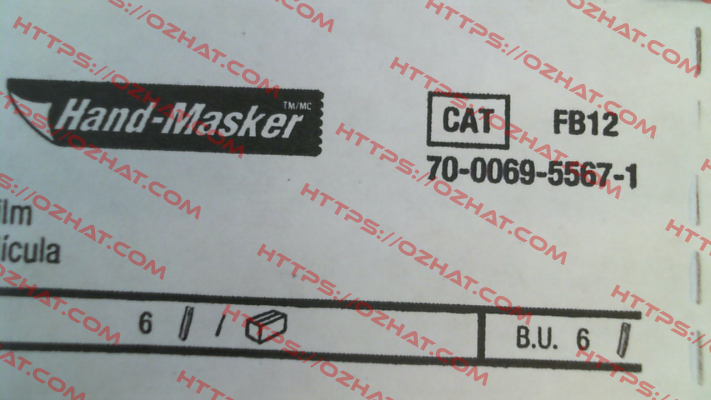 Hand-Masker TM/MC
CAT FB12
70-0069-5567-1
ilm
ícula
6 /
B.U. 6
HTTPS://OZHAT.COM